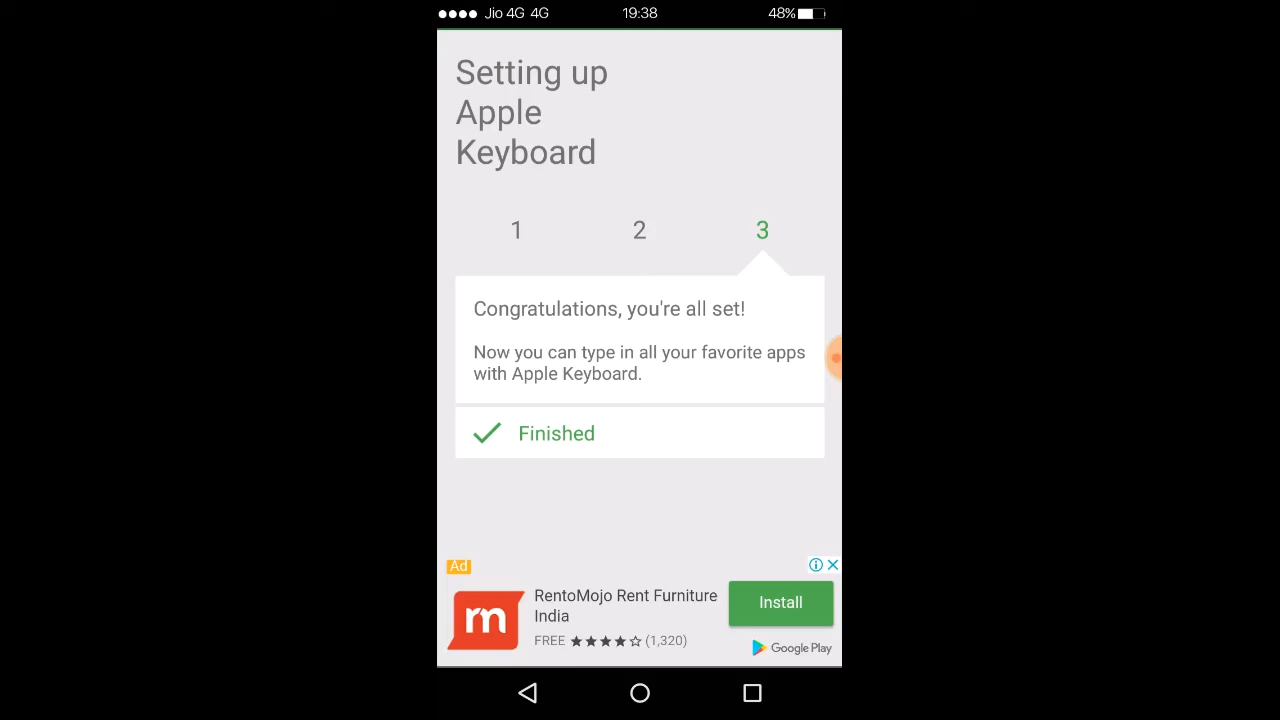 Jio 4G 4G 19:38 48%
Setting up
Apple
Keyboard
1 2 3
Congratulations, you're all set!
Now you can type in all your favorite apps
with Apple Keyboard.
Finished
Ad
m
RentoMojo Rent Furniture
India
FREE ★★★★☆ (1,320)
Install
Google Play